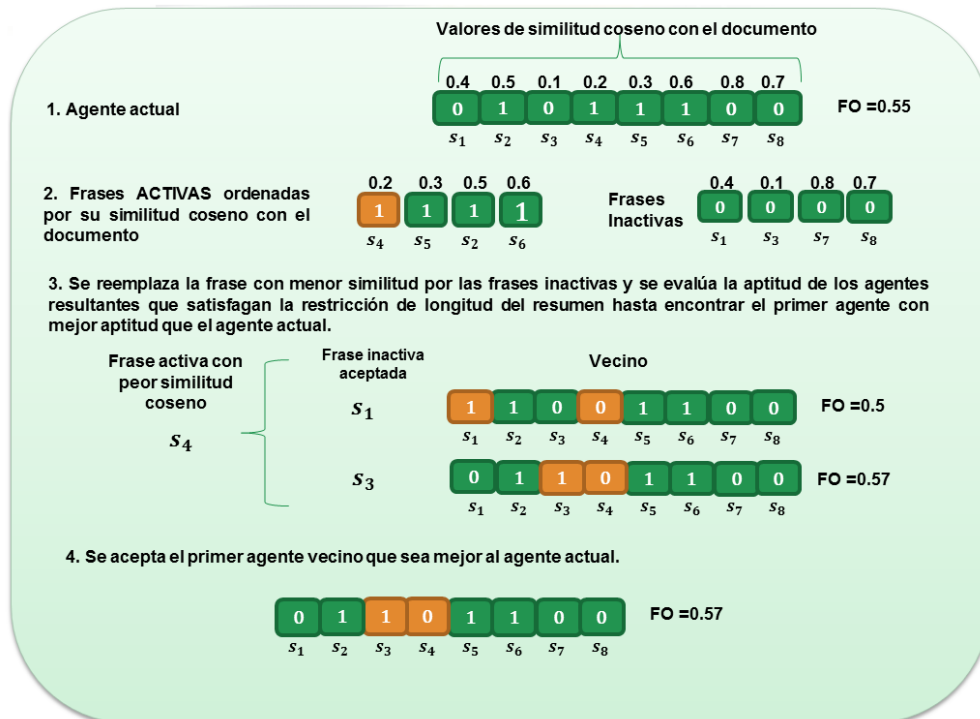 Valores de similitud coseno con el documento
0.4 0.5 0.1 0.2 0.3 0.6 0.8 0.7
1. Agente actual
0 1 0 1 1 1 0 0
FO =0.55
s1 s2 s3 s4 s5 s6 s7 s8
2. Frases ACTIVAS ordenadas
por su similitud coseno con el
documento
0.2 0.3 0.5 0.6
1 1 1 1
s4 s5 s2 s6
Frases
Inactivas
0.4 0.1 0.8 0.7
0 0 0 0
s1 s3 s7 s8
3. Se reemplaza la frase con menor similitud por las frases inactivas y se evalúa la aptitud de los agentes
resultantes que satisfagan la restricción de longitud del resumen hasta encontrar el primer agente con
mejor aptitud que el agente actual.
Frase activa con
peor similitud
coseno
s4
Frase inactiva
aceptada
Vecino
s1
1 1 0 0 1 1 0 0
FO =0.5
s1 s2 s3 s4 s5 s6 s7 s8
s3
0 1 1 0 1 1 0 0
FO =0.57
s1 s2 s3 s4 s5 s6 s7 s8
4. Se acepta el primer agente vecino que sea mejor al agente actual.
0 1 1 0 1 1 0 0
FO =0.57
s1 s2 s3 s4 s5 s6 s7 s8